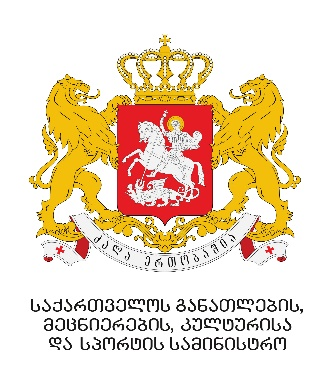 ძალა ერთობაშია
საქართველოს განათლების,
მეცნიერების, კულტურისა
და სპორტის სამინისტრო